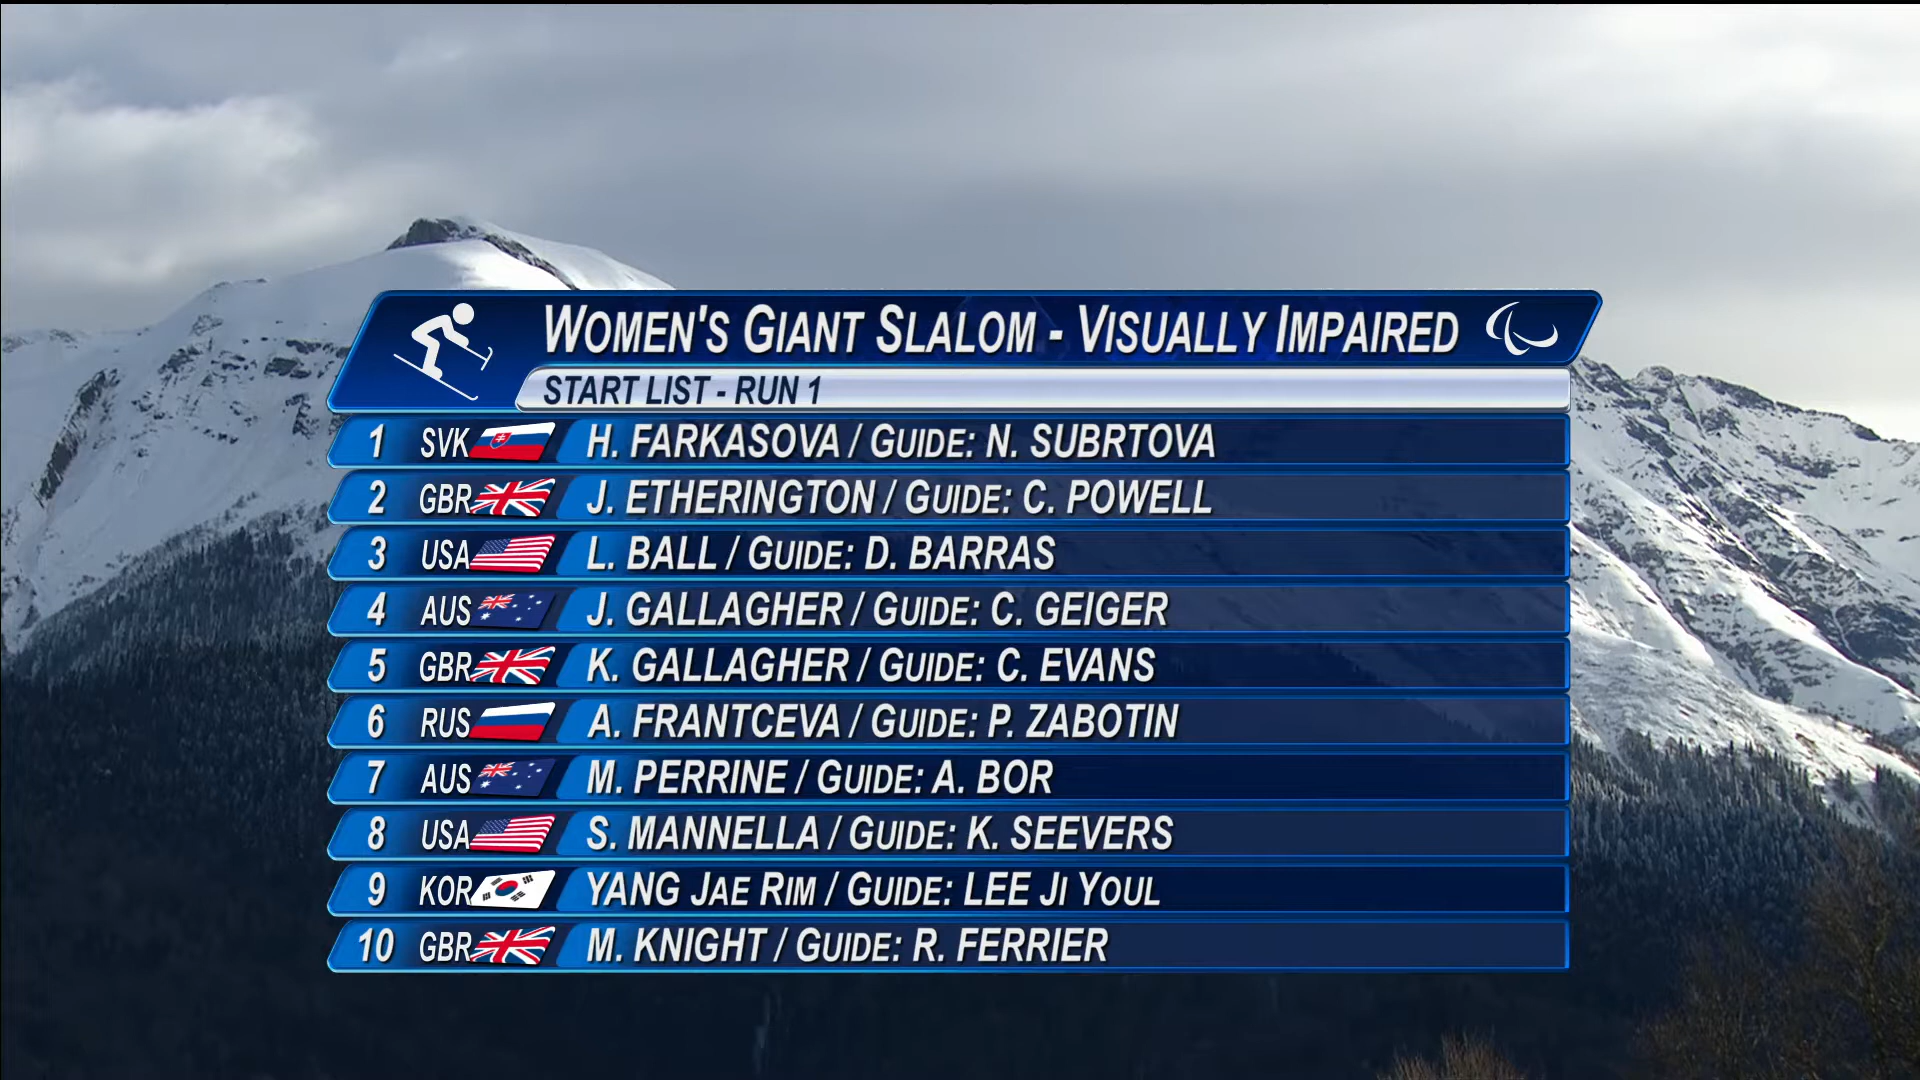 WOMEN'S GIANT SLALOM - VISUALLY IMPAIRED
START LIST - RUN 1
1 SVK H. FARKASOVA / GUIDE: N. SUBRTOVA
2 GBR J. ETHERINGTON / GUIDE: C. POWELL
3 USA L. BALL / GUIDE: D. BARRAS
4 AUS J. GALLAGHER / GUIDE: C. GEIGER
5 GBR K. GALLAGHER / GUIDE: C. EVANS
6 RUS A. FRANTCEVA / GUIDE: P. ZABOTIN
7 AUS M. PERRINE / GUIDE: A. BOR
8 USA S. MANNELLA / GUIDE: K. SEEVERS
9 KOR YANG JAE RIM / GUIDE: LEE JI YOUL
10 GBR M. KNIGHT / GUIDE: R. FERRIER